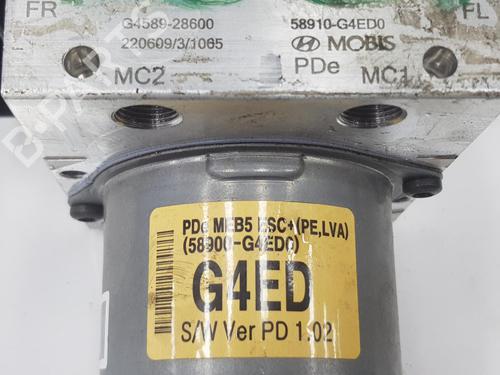 FR
FL
G4589-28600
58910-G4ED0
220609/3/1065
MOBIS
PDe
MC2
MC1
PDe MEB5 ESC+(PE,LVA)
(58900-G4ED0)
G4ED
S/W Ver PD 1.02
B-PARTS